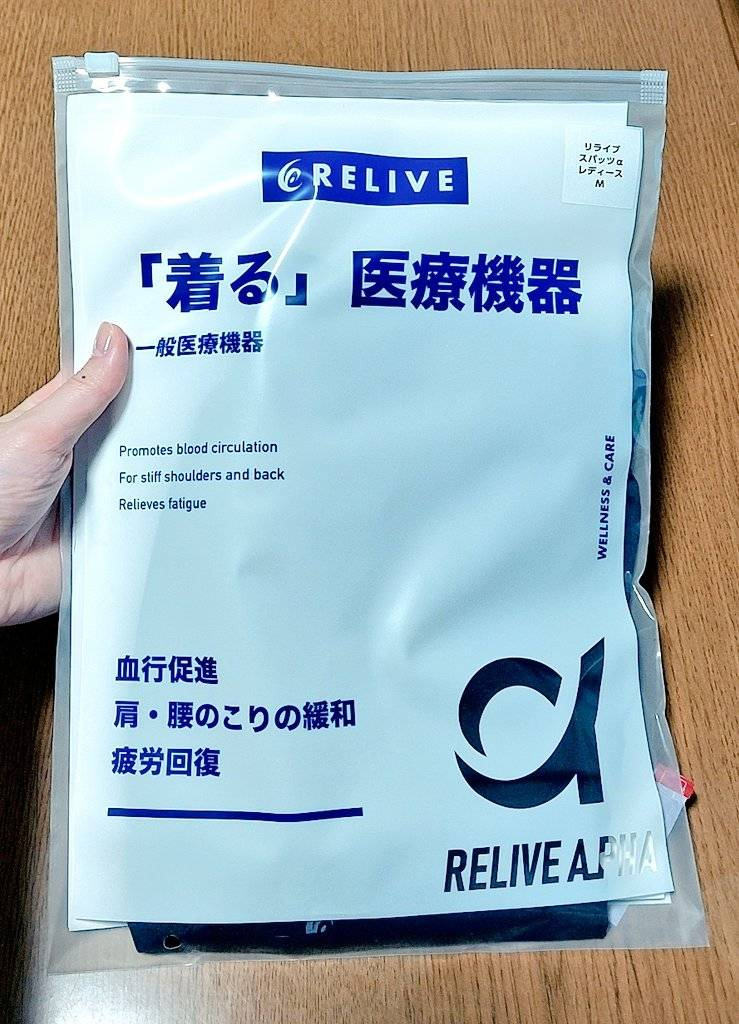 RELIVE
リライブ
スパッツα
レディース
M
「着る」医療機器
一般医療機器
Promotes blood circulation
For stiff shoulders and back
Relieves fatigue
WELLNESS & CARE
血行促進
肩・腰のこりの緩和
疲労回復
α
RELIVE ALPHA